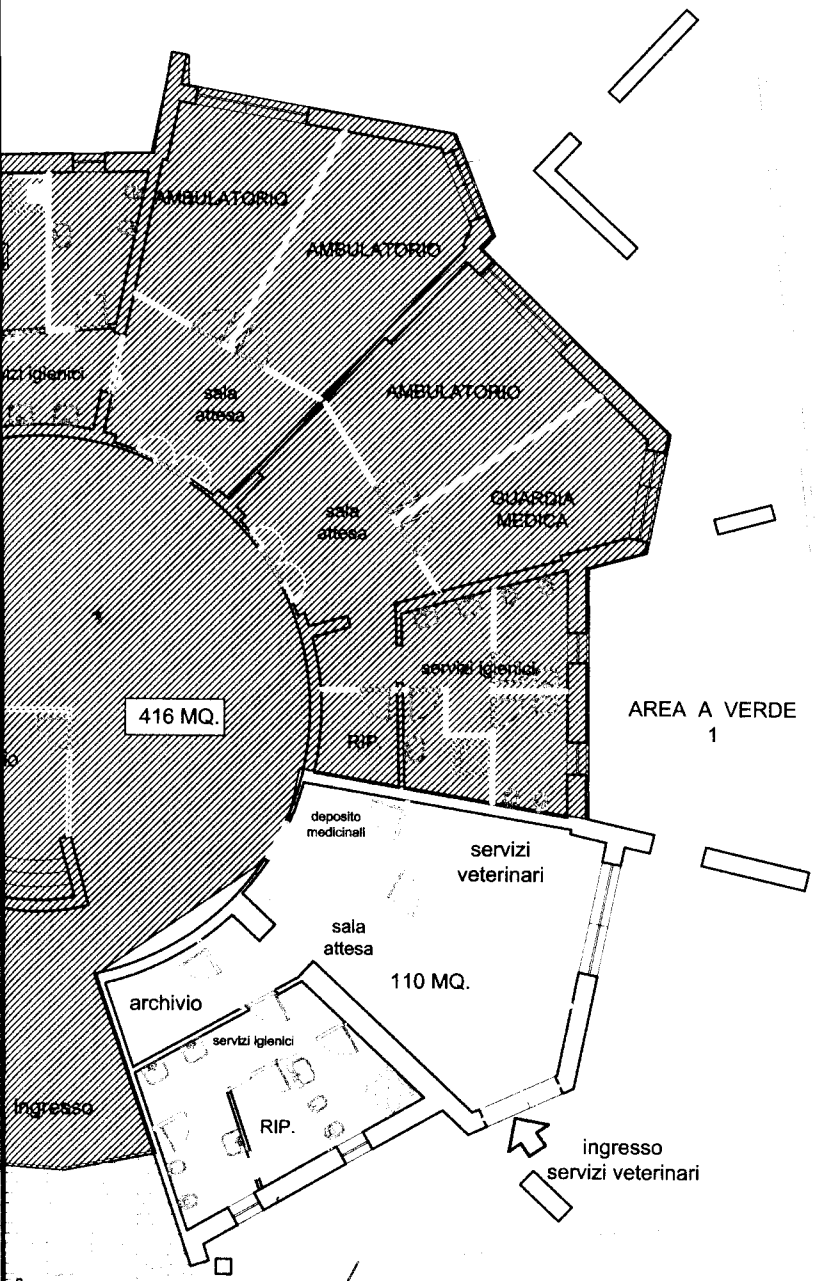 AMBULATORIO
AMBULATORIO
servizi igienici
sala
attesa
AMBULATORIO
sala
attesa
GUARDIA
MEDICA
servizi igienici
416 MQ.
AREA A VERDE
1
RIP.
deposito
medicinali
servizi
veterinari
sala
attesa
110 MQ.
archivio
servizi igienici
ingresso
RIP.
ingresso
servizi veterinari